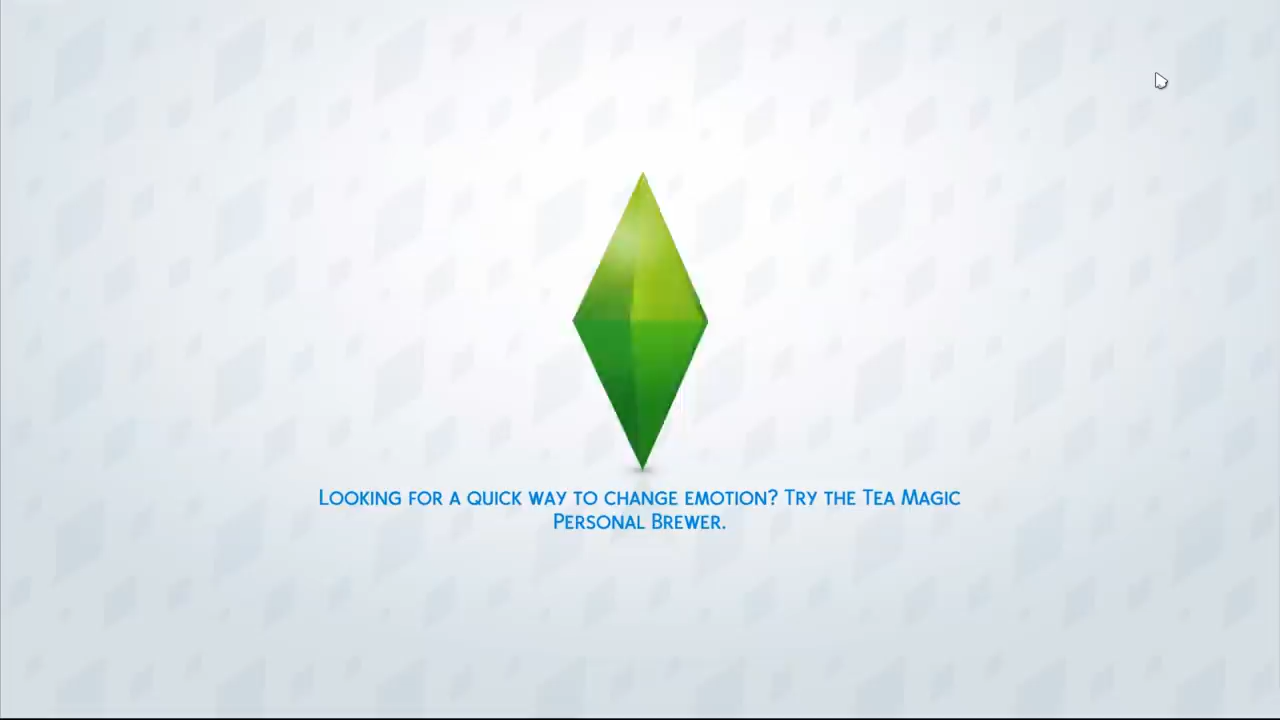 Looking for a quick way to change emotion? Try the Tea Magic
Personal Brewer.